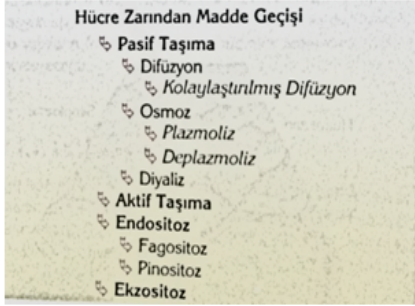 Hücre Zarından Madde Geçişi
Pasif Taşıma
Difüzyon
Kolaylaştırılmış Difüzyon
Osmoz
Plazmoliz
Deplazmoliz
Diyaliz
Aktif Taşıma
Endositoz
Fagositoz
Pinositoz
Ekzositoz